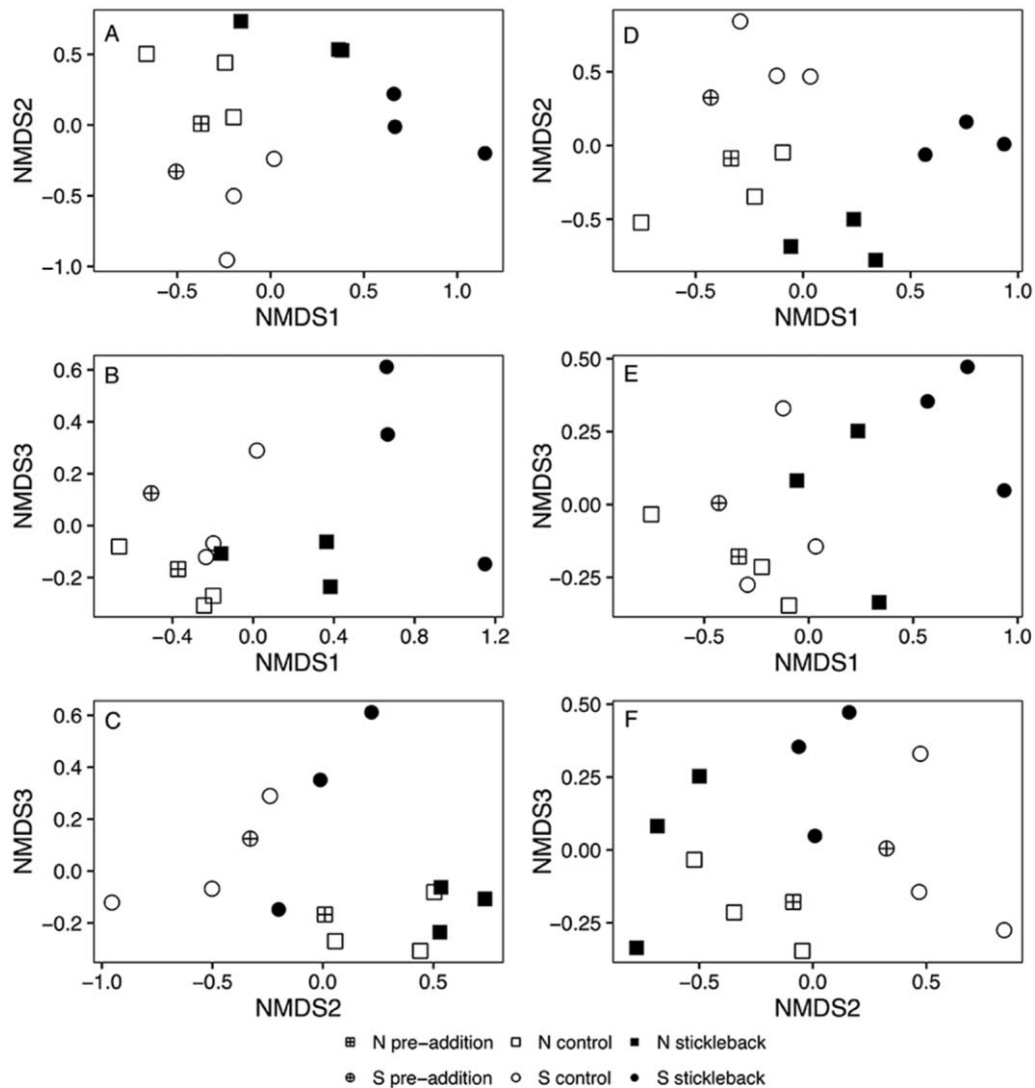 A
0.5
0.0
−0.5
−1.0
NMDS2
−0.5 0.0 0.5 1.0
NMDS1
D
0.5
0.0
−0.5
NMDS2
−0.5 0.0 0.5 1.0
NMDS1
B
0.6
0.4
0.2
0.0
−0.2
NMDS3
−0.4 0.0 0.4 0.8 1.2
NMDS1
E
0.50
0.25
0.00
−0.25
NMDS3
−0.5 0.0 0.5 1.0
NMDS1
C
0.6
0.4
0.2
0.0
−0.2
NMDS3
−1.0 −0.5 0.0 0.5
NMDS2
F
0.50
0.25
0.00
−0.25
NMDS3
−0.5 0.0 0.5
NMDS2
N pre−addition N control N stickleback
S pre−addition S control S stickleback